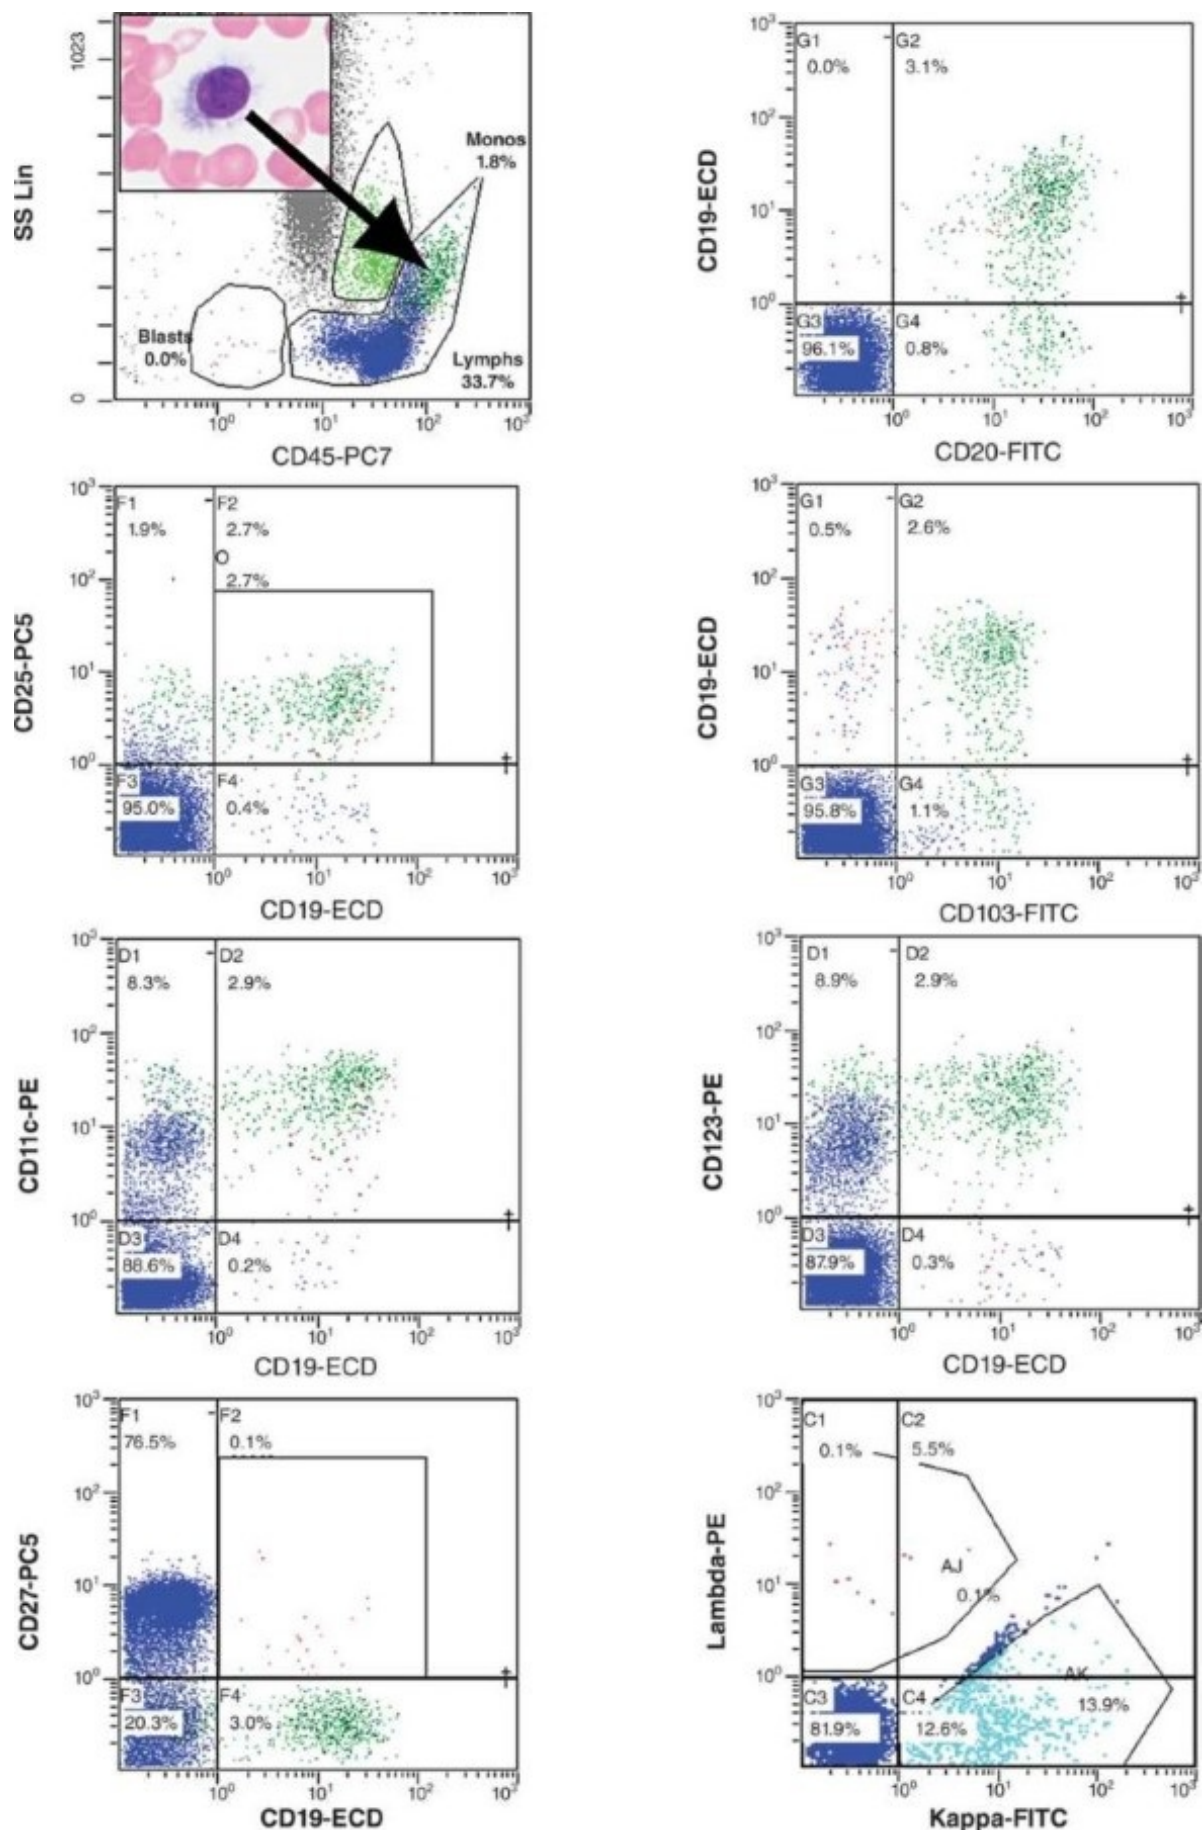 1023
SS Lin
0
Monos
1.8%
Blasts
0.0%
Lymphs
33.7%
10⁰ 10¹ 10² 10³
CD45-PC7
10³
10²
10¹
10⁰
CD19-ECD
G1
0.0%
G2
3.1%
G3
96.1%
G4
0.8%
10⁰ 10¹ 10² 10³
CD20-FITC
10³
10²
10¹
10⁰
CD25-PC5
F1
1.9%
F2
2.7%
O
2.7%
F3
95.0%
F4
0.4%
10⁰ 10¹ 10² 10³
CD19-ECD
10³
10²
10¹
10⁰
CD19-ECD
G1
0.5%
G2
2.6%
G3
95.8%
G4
1.1%
10⁰ 10¹ 10² 10³
CD103-FITC
10³
10²
10¹
10⁰
CD11c-PE
D1
8.3%
D2
2.9%
D3
88.6%
D4
0.2%
10⁰ 10¹ 10² 10³
CD19-ECD
10³
10²
10¹
10⁰
CD123-PE
D1
8.9%
D2
2.9%
D3
87.9%
D4
0.3%
10⁰ 10¹ 10² 10³
CD19-ECD
10³
10²
10¹
10⁰
CD27-PC5
F1
76.5%
F2
0.1%
F3
20.3%
F4
3.0%
10⁰ 10¹ 10² 10³
CD19-ECD
10³
10²
10¹
10⁰
Lambda-PE
C1
0.1%
C2
5.5%
AJ
0.1%
AK
13.9%
C3
81.9%
C4
12.6%
10⁰ 10¹ 10² 10³
Kappa-FITC